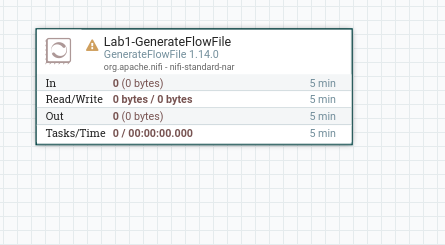 Lab1-GenerateFlowFile
GenerateFlowFile 1.14.0
org.apache.nifi - nifi-standard-nar
In 0 (0 bytes) 5 min
Read/Write 0 bytes / 0 bytes 5 min
Out 0 (0 bytes) 5 min
Tasks/Time 0 / 00:00:00.000 5 min